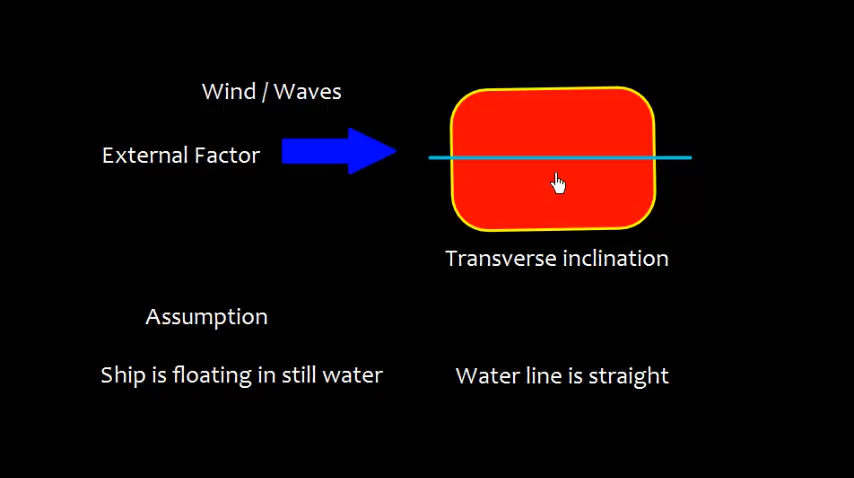 Wind / Waves
External Factor
Transverse inclination
Assumption
Ship is floating in still water
Water line is straight